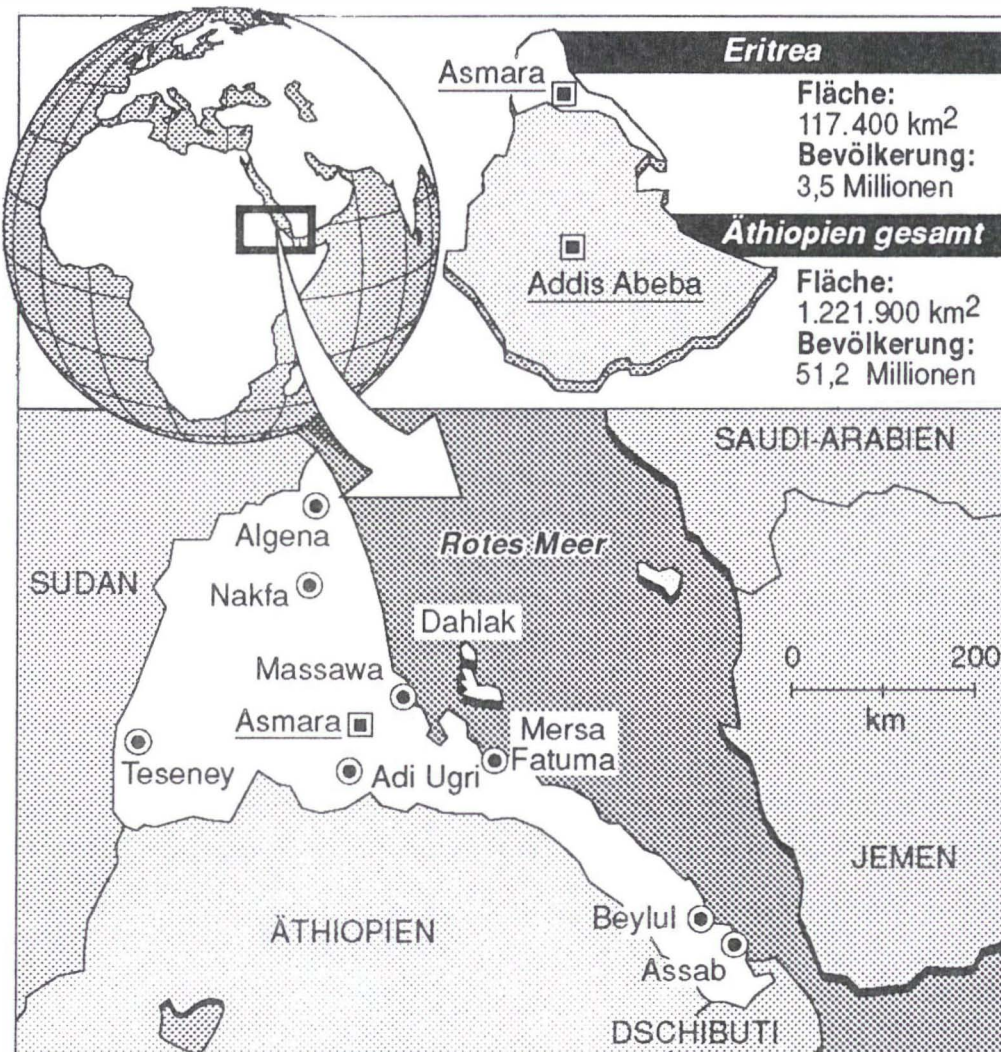 Eritrea
Asmara
Fläche:
117.400 km²
Bevölkerung:
3,5 Millionen
Äthiopien gesamt
Addis Abeba
Fläche:
1.221.900 km²
Bevölkerung:
51,2 Millionen
SAUDI-ARABIEN
Algena
Rotes Meer
SUDAN
Nakfa
Dahlak
Massawa
0 200
km
Asmara
Mersa
Fatuma
Teseney
Adi Ugri
JEMEN
Beylul
ÄTHIOPIEN
Assab
DSCHIBUTI